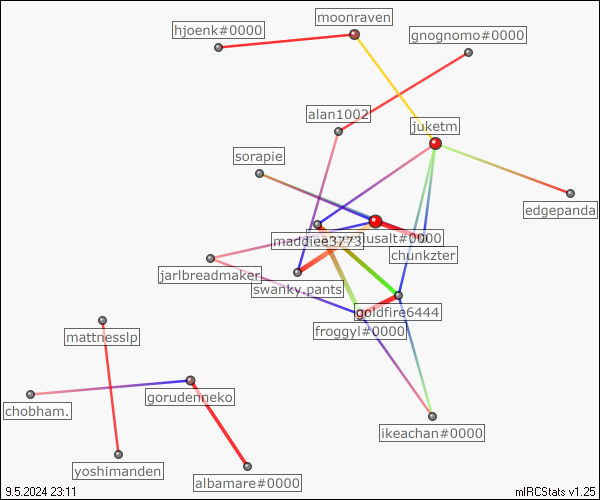 moonraven
hjoenk#0000
gnognomo#0000
alan1002
juketm
sorapie
edgepanda
maddiee3773
iusalt#0000
chunkzter
jarlbreadmaker
swanky.pants
goldfire6444
froggyl#0000
mattnesslp
gorudenneko
chobham.
ikeachan#0000
yoshimanden
albamare#0000
9.5.2024 23:11
mIRCStats v1.25